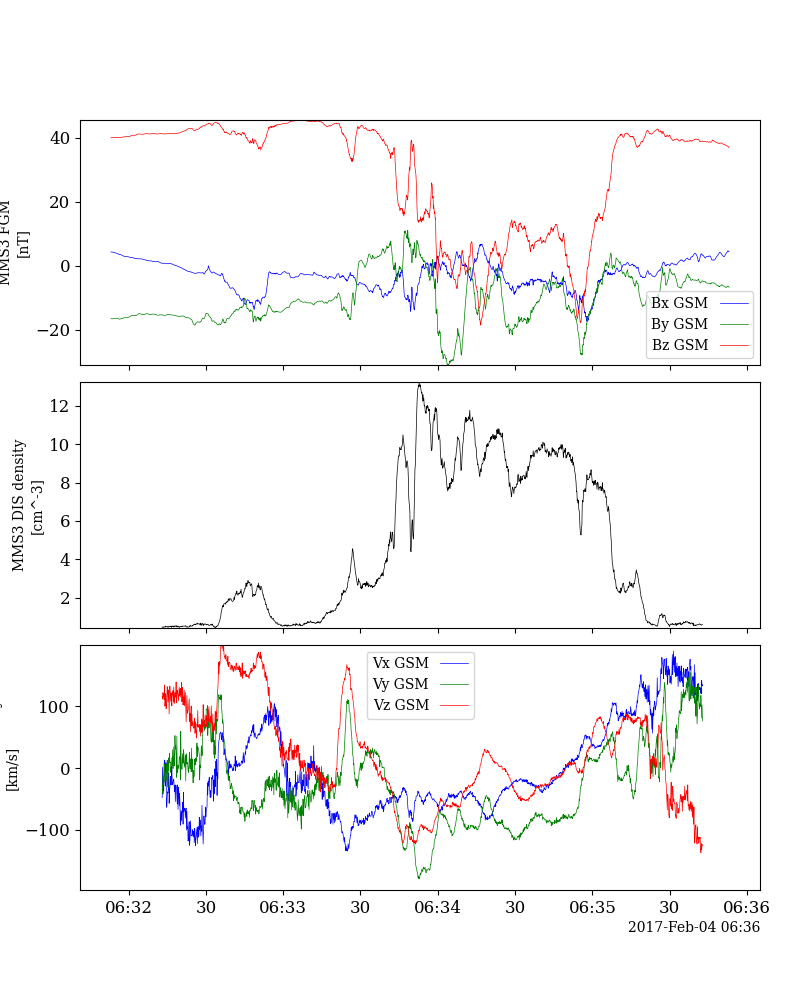 40
20
0
−20
MMS3 FGM
[nT]
Bx GSM
By GSM
Bz GSM
12
10
8
6
4
2
MMS3 DIS density
[cm^-3]
100
0
−100
[km/s]
Vx GSM
Vy GSM
Vz GSM
06:32 30 06:33 30 06:34 30 06:35 30 06:36
2017-Feb-04 06:36